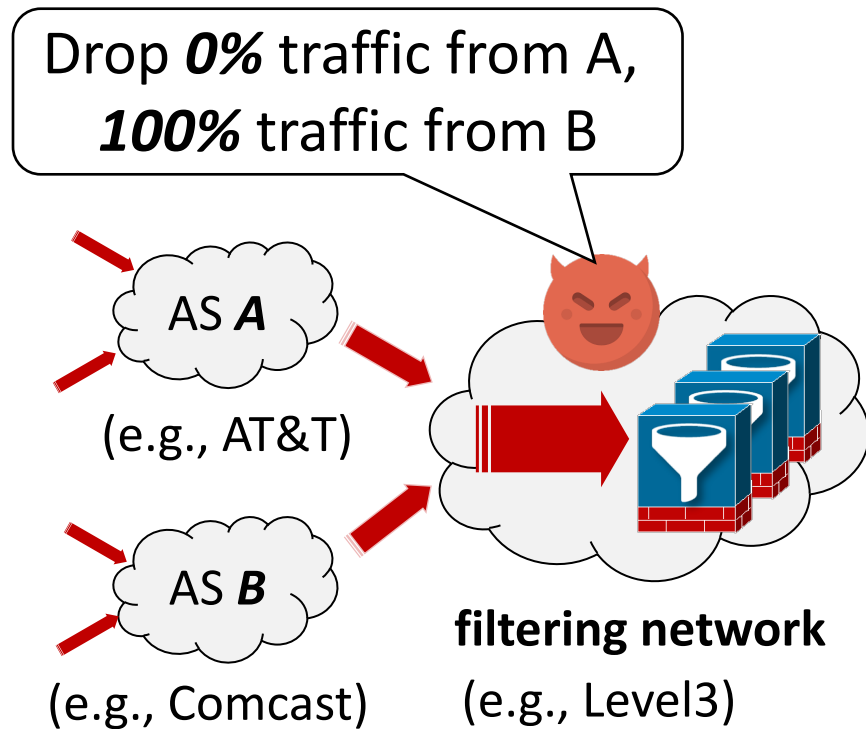 Drop 0% traffic from A,
100% traffic from B
AS A
(e.g., AT&T)
AS B
(e.g., Comcast)
filtering network
(e.g., Level3)